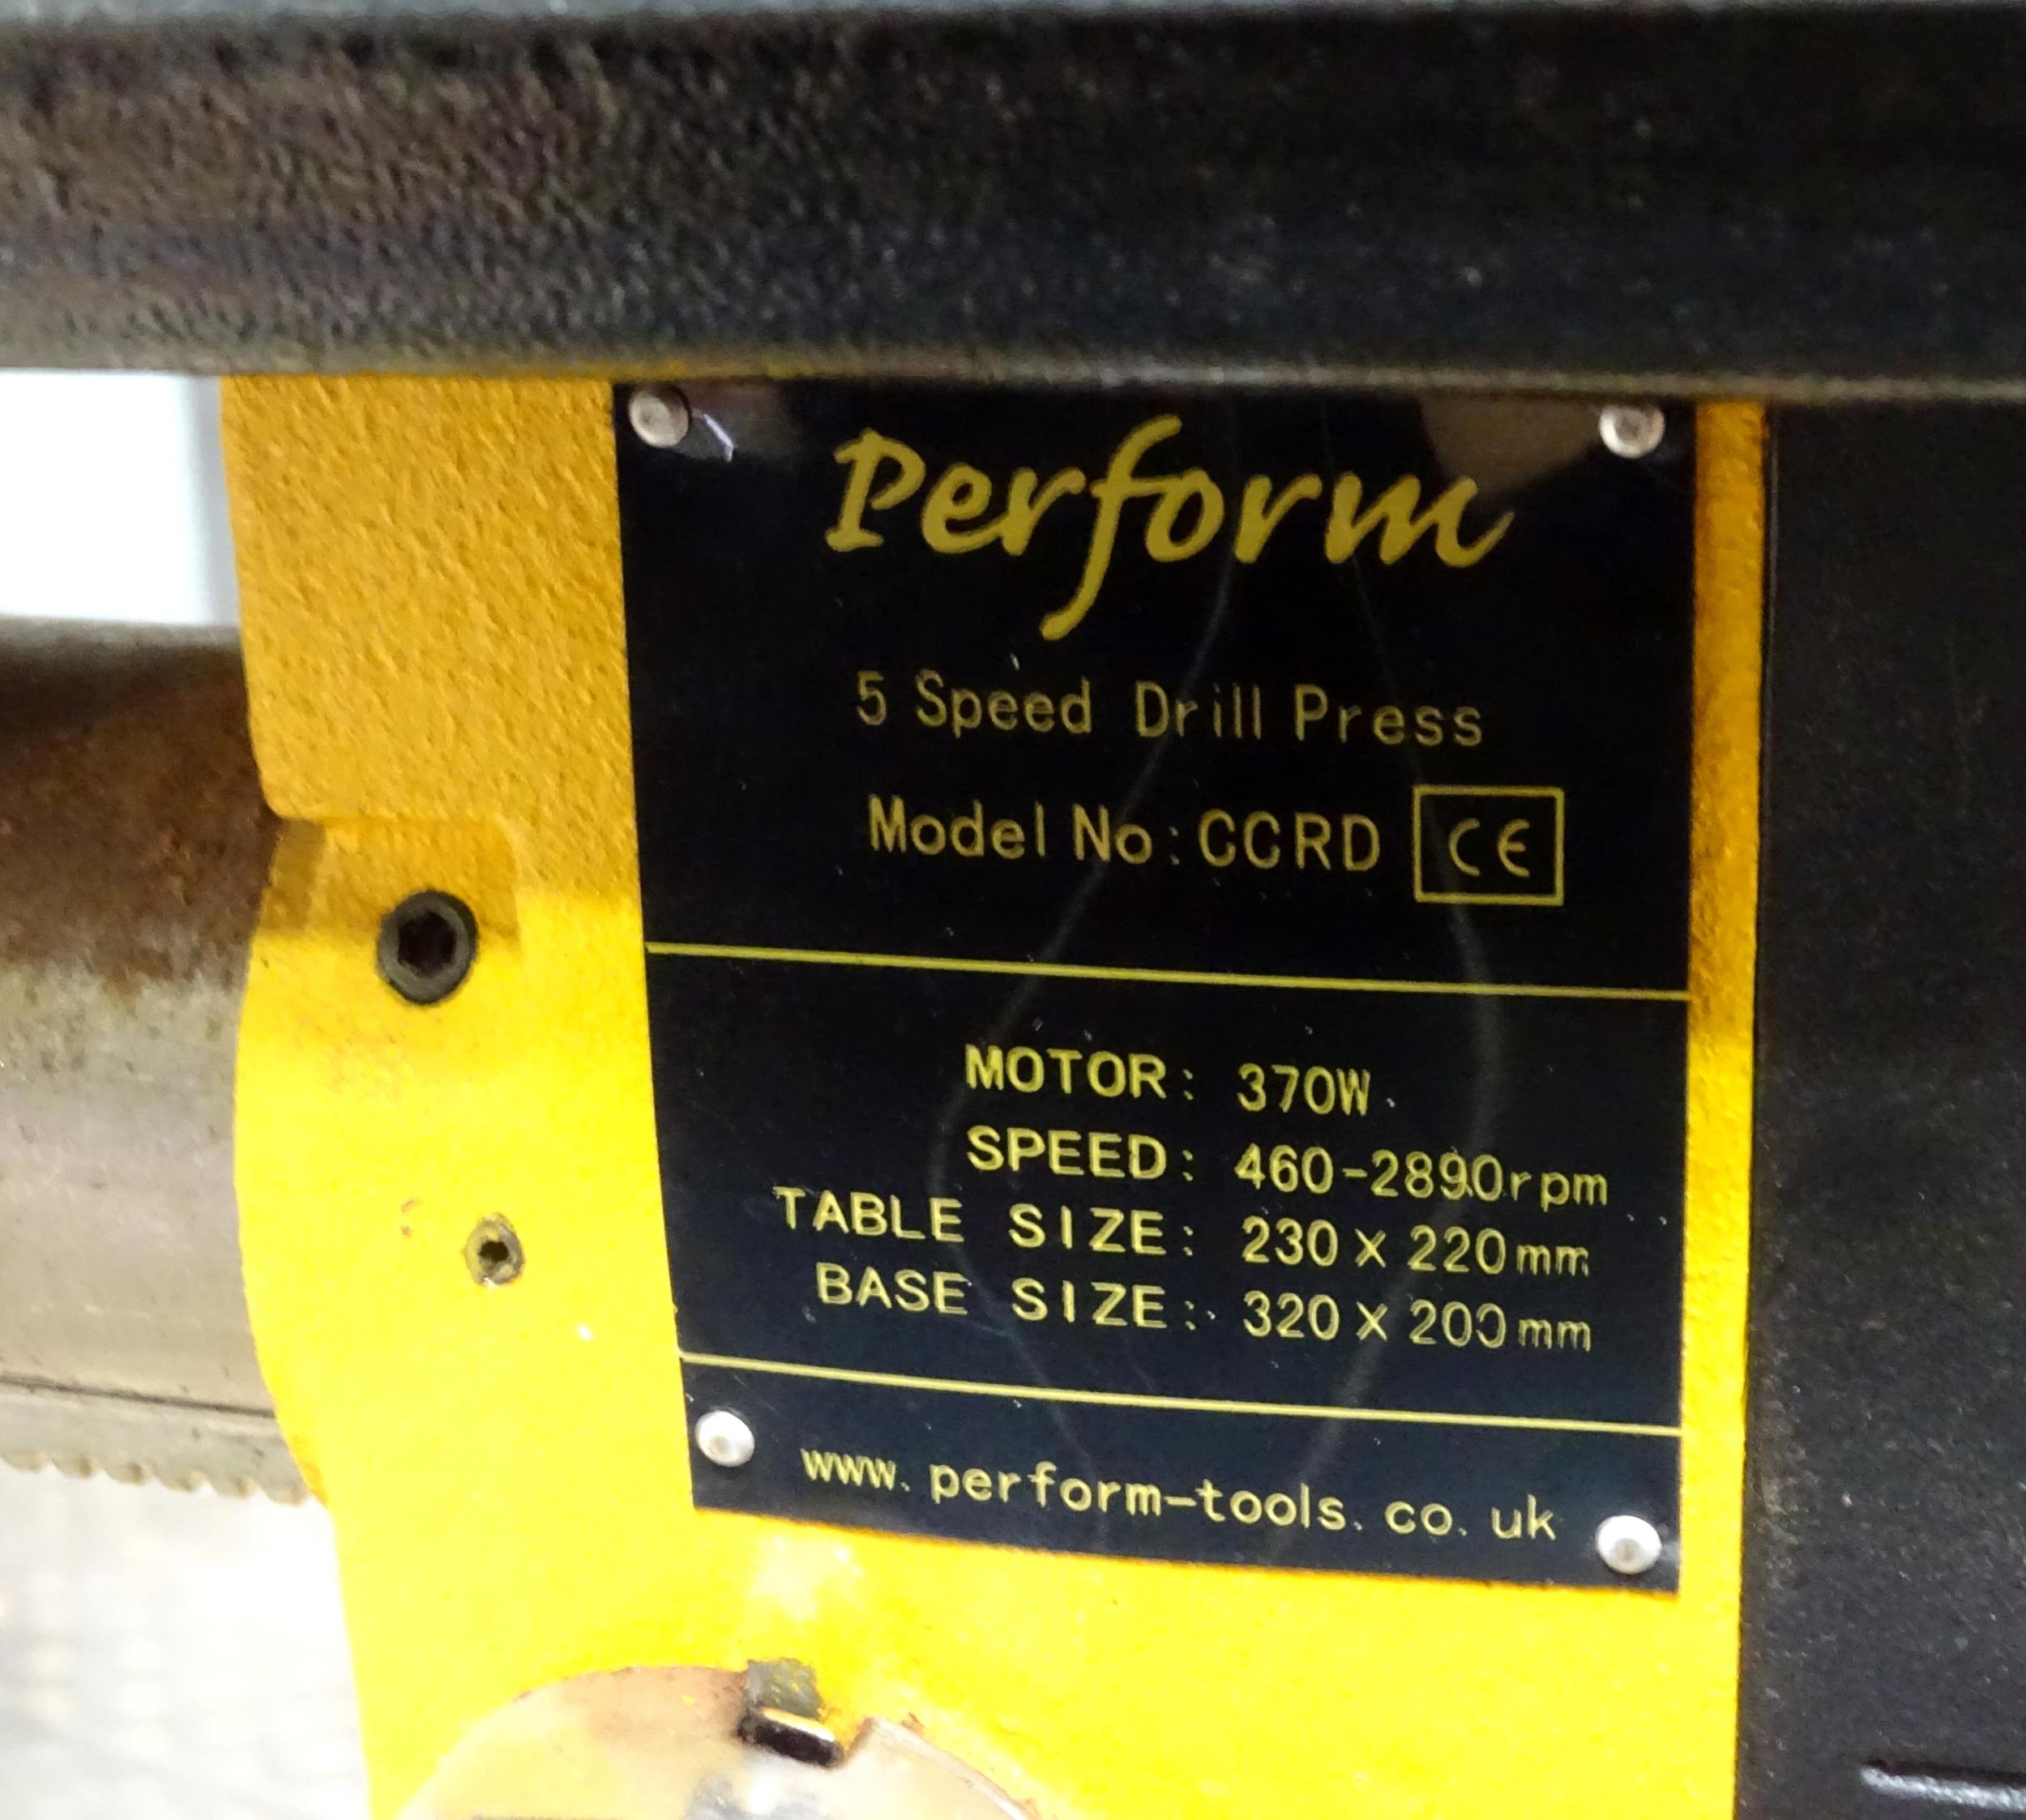 Perform
5 Speed Drill Press
Model No: CCRD CE
MOTOR: 370W
SPEED: 460-2890rpm
TABLE SIZE: 230 X 220mm
BASE SIZE: 320 X 200mm
www.perform-tools.co.uk